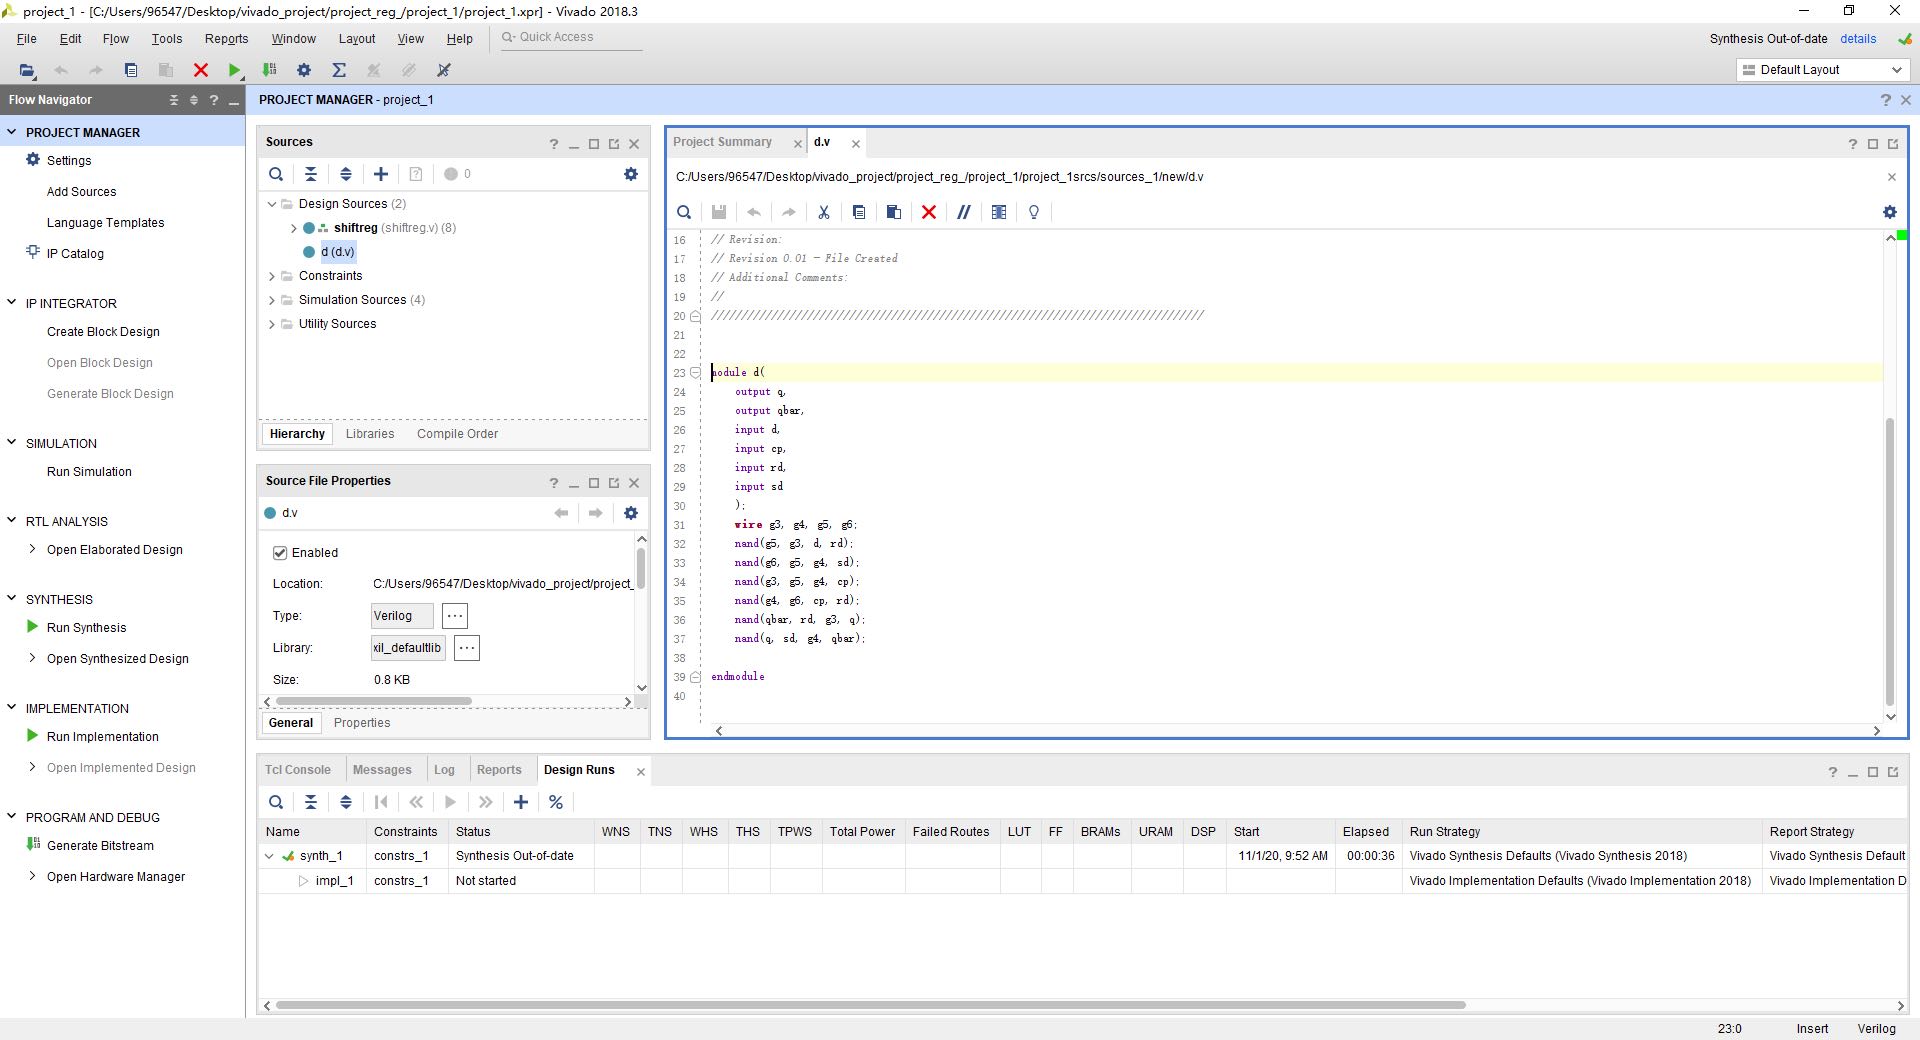 project_1 - [C:/Users/96547/Desktop/vivado_project/project_reg_/project_1/project_1.xpr] - Vivado 2018.3
File Edit Flow Tools Reports Window Layout View Help Quick Access
Synthesis Out-of-date details
Default Layout
Flow Navigator
PROJECT MANAGER - project_1
PROJECT MANAGER
Settings
Add Sources
Language Templates
IP Catalog
IP INTEGRATOR
Create Block Design
Open Block Design
Generate Block Design
SIMULATION
Run Simulation
RTL ANALYSIS
Open Elaborated Design
SYNTHESIS
Run Synthesis
Open Synthesized Design
IMPLEMENTATION
Run Implementation
Open Implemented Design
PROGRAM AND DEBUG
Generate Bitstream
Open Hardware Manager
Sources
0
Design Sources (2)
shiftreg (shiftreg.v) (8)
d (d.v)
Constraints
Simulation Sources (4)
Utility Sources
Hierarchy Libraries Compile Order
Source File Properties
d.v
Enabled
Location: C:/Users/96547/Desktop/vivado_project/project_
Type: Verilog
Library: xil_defaultlib
Size: 0.8 KB
General Properties
Project Summary d.v
C:/Users/96547/Desktop/vivado_project/project_reg_/project_1/project_1srcs/sources_1/new/d.v
16 // Revision:
17 // Revision 0.01 - File Created
18 // Additional Comments:
19 //
20 //////////////////////////////////////////////////////////////////////////////////
21
22
23 module d(
24 output q,
25 output qbar,
26 input d,
27 input cp,
28 input rd,
29 input sd
30 );
31 wire g3, g4, g5, g6;
32 nand(g5, g3, d, rd);
33 nand(g6, g5, g4, sd);
34 nand(g3, g5, g4, cp);
35 nand(g4, g6, cp, rd);
36 nand(qbar, rd, g3, q);
37 nand(q, sd, g4, qbar);
38
39 endmodule
40
Tcl Console Messages Log Reports Design Runs
Name Constraints Status WNS TNS WHS THS TPWS Total Power Failed Routes LUT FF BRAMs URAM DSP Start Elapsed Run Strategy Report Strategy
synth_1 constrs_1 Synthesis Out-of-date 11/1/20, 9:52 AM 00:00:36 Vivado Synthesis Defaults (Vivado Synthesis 2018) Vivado Synthesis Default
impl_1 constrs_1 Not started Vivado Implementation Defaults (Vivado Implementation 2018) Vivado Implementation D
23:0 Insert Verilog